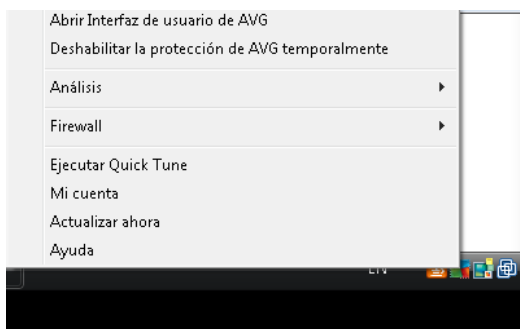 Abrir Interfaz de usuario de AVG
Deshabilitar la protección de AVG temporalmente
Análisis
Firewall
Ejecutar Quick Tune
Mi cuenta
Actualizar ahora
Ayuda